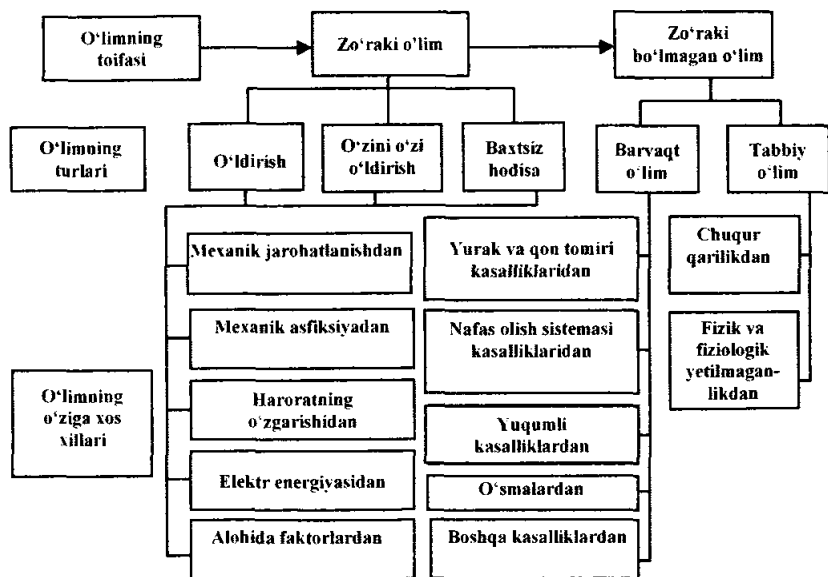 O‘limning
toifasi
Zo‘raki o’lim
Zo‘raki
bo‘lmagan o‘lim
O‘limning
turlari
O‘ldirish
O‘zini o‘zi
o‘ldirish
Baxtsiz
hodisa
Barvaqt
o‘lim
Tabbiy
o‘lim
O‘limning
o‘ziga xos
xillari
Mexanik jarohatlanishdan
Mexanik asfiksiyadan
Haroratning
o‘zgarishidan
Elektr energiyasidan
Alohida faktorlardan
Yurak va qon tomiri
kasalliklaridan
Nafas olish sistemasi
kasalliklaridan
Yuqumli
kasalliklardan
O‘smalardan
Boshqa kasalliklardan
Chuqur
qarilikdan
Fizik va
fiziologik
yetilmagan-
likdan